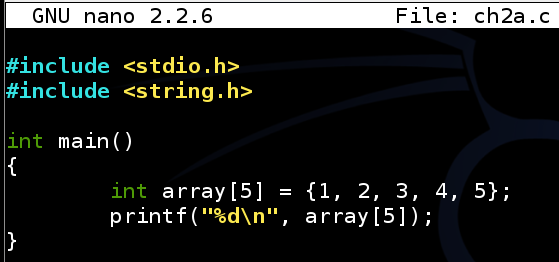 GNU nano 2.2.6 File: ch2a.c
#include <stdio.h>
#include <string.h>
int main()
{
int array[5] = {1, 2, 3, 4, 5};
printf("%d\n", array[5]);
}